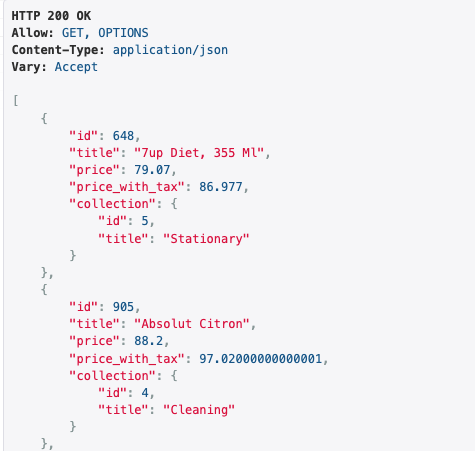 HTTP 200 OK
Allow: GET, OPTIONS
Content-Type: application/json
Vary: Accept
[
    {
        "id": 648,
        "title": "7up Diet, 355 Ml",
        "price": 79.07,
        "price_with_tax": 86.977,
        "collection": {
            "id": 5,
            "title": "Stationary"
        }
    },
    {
        "id": 905,
        "title": "Absolut Citron",
        "price": 88.2,
        "price_with_tax": 97.02000000000001,
        "collection": {
            "id": 4,
            "title": "Cleaning"
        }
    },